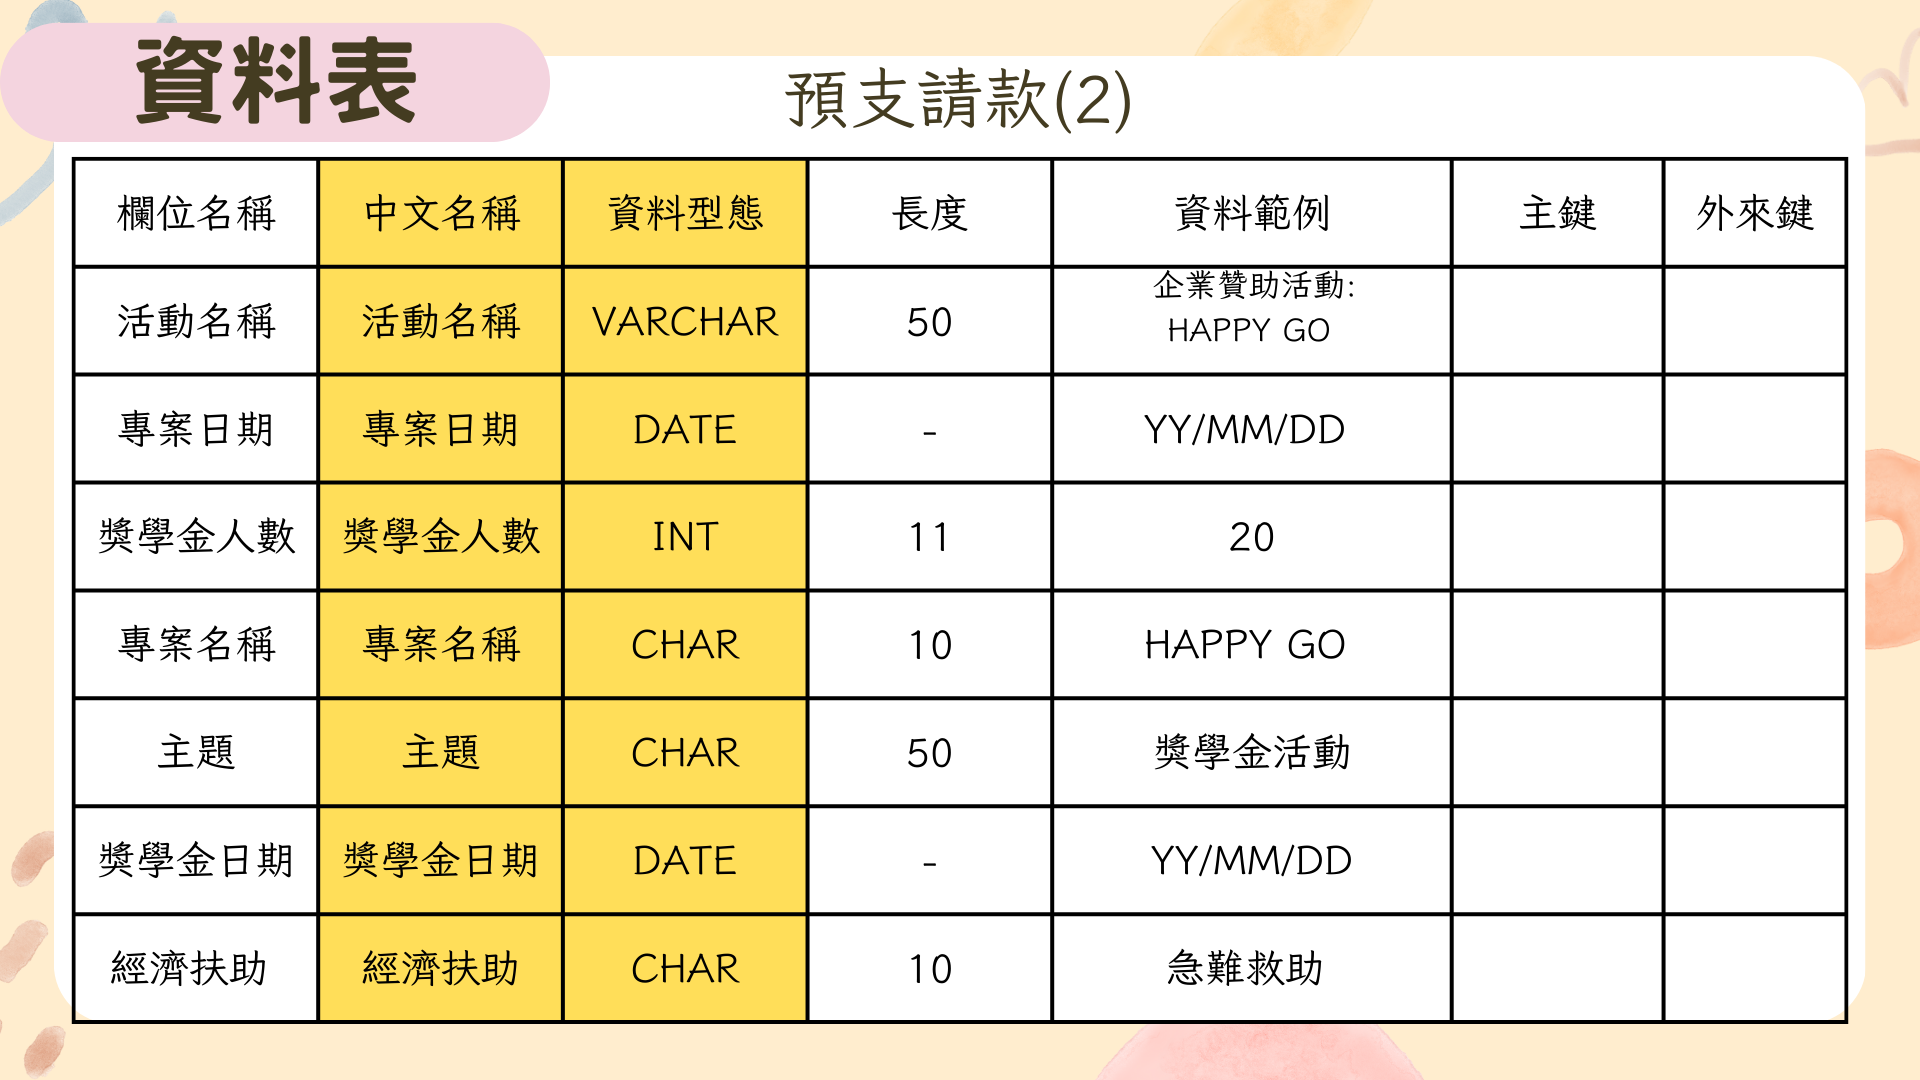 資料表
預支請款(2)
欄位名稱 中文名稱 資料型態 長度 資料範例 主鍵 外來鍵
活動名稱 活動名稱 VARCHAR 50 企業贊助活動:
HAPPY GO
專案日期 專案日期 DATE - YY/MM/DD
獎學金人數 獎學金人數 INT 11 20
專案名稱 專案名稱 CHAR 10 HAPPY GO
主題 主題 CHAR 50 獎學金活動
獎學金日期 獎學金日期 DATE - YY/MM/DD
經濟扶助 經濟扶助 CHAR 10 急難救助